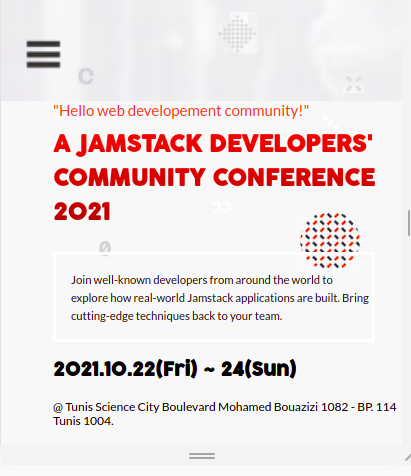 "Hello web developement community!"
A JAMSTACK DEVELOPERS'
COMMUNITY CONFERENCE
2021
Join well-known developers from around the world to
explore how real-world Jamstack applications are built. Bring
cutting-edge techniques back to your team.
2021.10.22(Fri) ~ 24(Sun)
@ Tunis Science City Boulevard Mohamed Bouazizi 1082 - BP. 114
Tunis 1004.